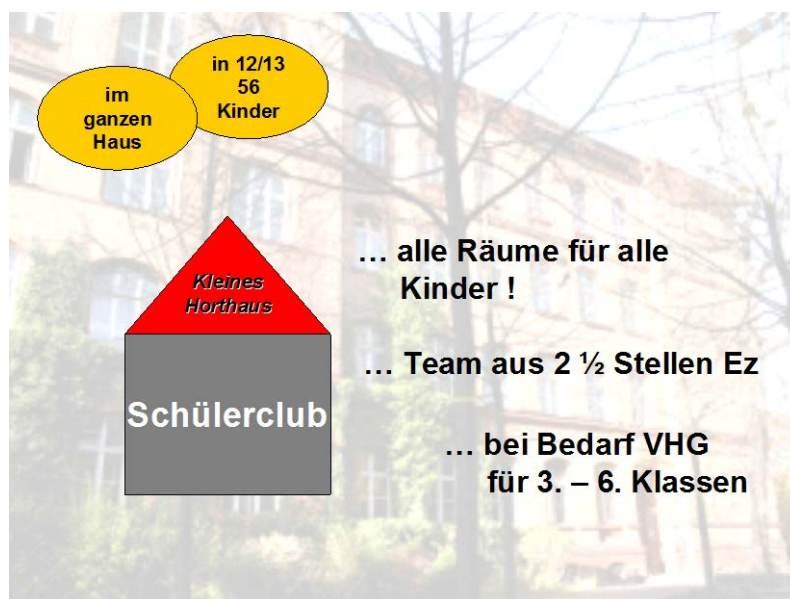 in 12/13
56
Kinder
im
ganzen
Haus
Kleines
Horthaus
Schülerclub
… alle Räume für alle
Kinder !
… Team aus 2 ½ Stellen Ez
… bei Bedarf VHG
für 3. – 6. Klassen